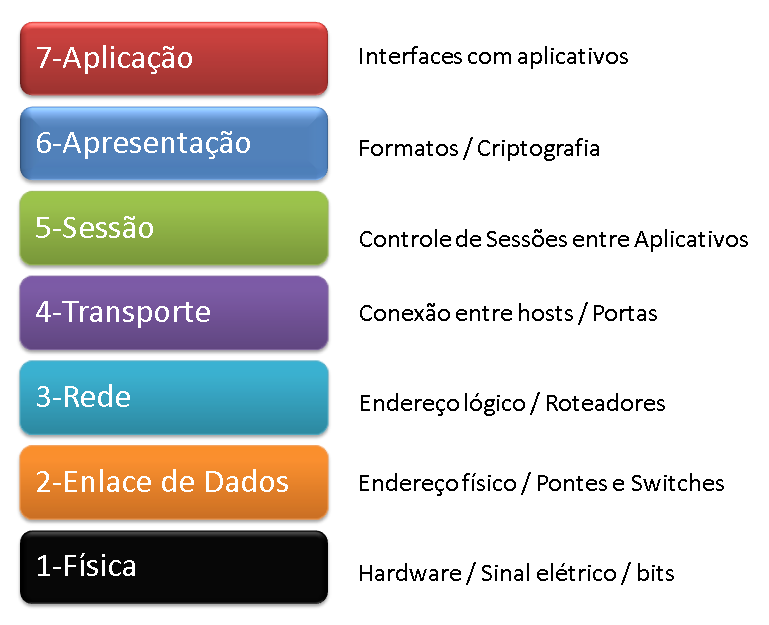 7-Aplicação
Interfaces com aplicativos
6-Apresentação
Formatos / Criptografia
5-Sessão
Controle de Sessões entre Aplicativos
4-Transporte
Conexão entre hosts / Portas
3-Rede
Endereço lógico / Roteadores
2-Enlace de Dados
Endereço físico / Pontes e Switches
1-Física
Hardware / Sinal elétrico / bits